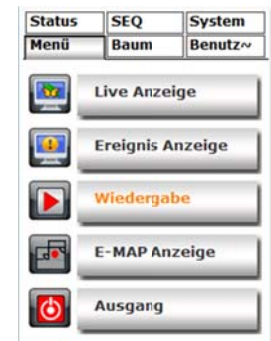 Status SEQ System
Menü Baum Benutz~
Live Anzeige
Ereignis Anzeige
Wiedergabe
E-MAP Anzeige
Ausgang